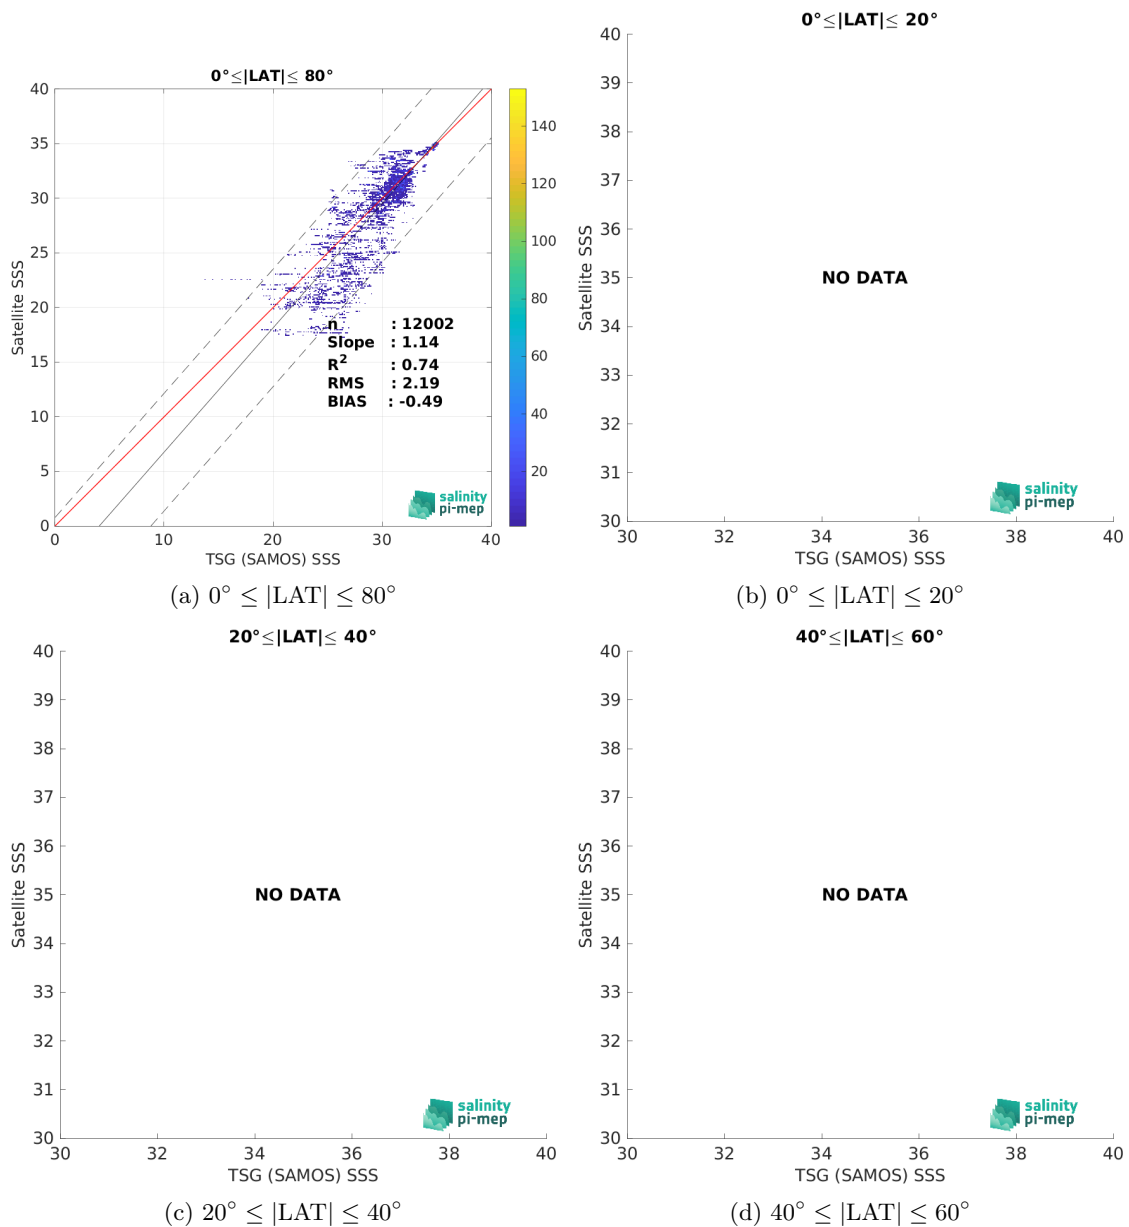 0°≤|LAT|≤ 80°
40
35
30
25
20
15
10
5
0
0 10 20 30 40
Satellite SSS
TSG (SAMOS) SSS
n : 12002
Slope : 1.14
R² : 0.74
RMS : 2.19
BIAS : -0.49
140
120
100
80
60
40
20
salinity
pi-mep
(a) 0° ≤ |LAT| ≤ 80°
0°≤|LAT|≤ 20°
40
39
38
37
36
35
34
33
32
31
30
30 32 34 36 38 40
Satellite SSS
TSG (SAMOS) SSS
NO DATA
salinity
pi-mep
(b) 0° ≤ |LAT| ≤ 20°
20°≤|LAT|≤ 40°
40
39
38
37
36
35
34
33
32
31
30
30 32 34 36 38 40
Satellite SSS
TSG (SAMOS) SSS
NO DATA
salinity
pi-mep
(c) 20° ≤ |LAT| ≤ 40°
40°≤|LAT|≤ 60°
40
39
38
37
36
35
34
33
32
31
30
30 32 34 36 38 40
Satellite SSS
TSG (SAMOS) SSS
NO DATA
salinity
pi-mep
(d) 40° ≤ |LAT| ≤ 60°